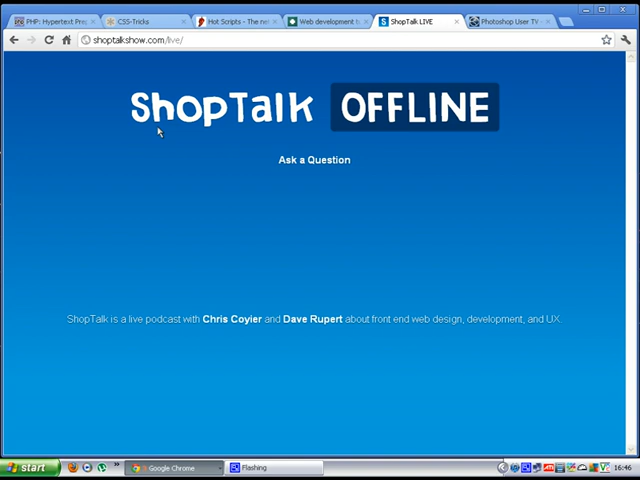 PHP: Hypertext Pre
CSS-Tricks
Hot Scripts - The ne
Web development t
ShopTalk LIVE
Photoshop User TV -
shoptalkshow.com/live/
ShopTalk OFFLINE
Ask a Question
ShopTalk is a live podcast with Chris Coyier and Dave Rupert about front end web design, development, and UX.
start
Google Chrome
Flashing
16:46